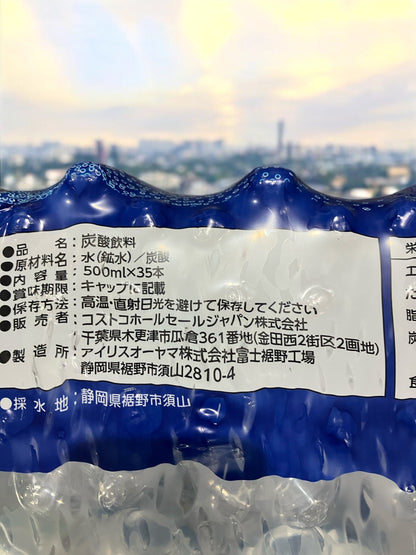 ●品名：炭酸飲料
●原材料名：水(鉱水)／炭酸
●内容量：500ml×35本
●賞味期限：キャップに記載
●保存方法：高温・直射日光を避けて保存してください
●販売者：コストコホールセールジャパン株式会社
千葉県木更津市瓜倉361番地(金田西2街区2画地)
●製造所：アイリスオーヤマ株式会社富士裾野工場
静岡県裾野市須山2810-4
●採水地：静岡県裾野市須山
栄
エ
た
脂
炭
食